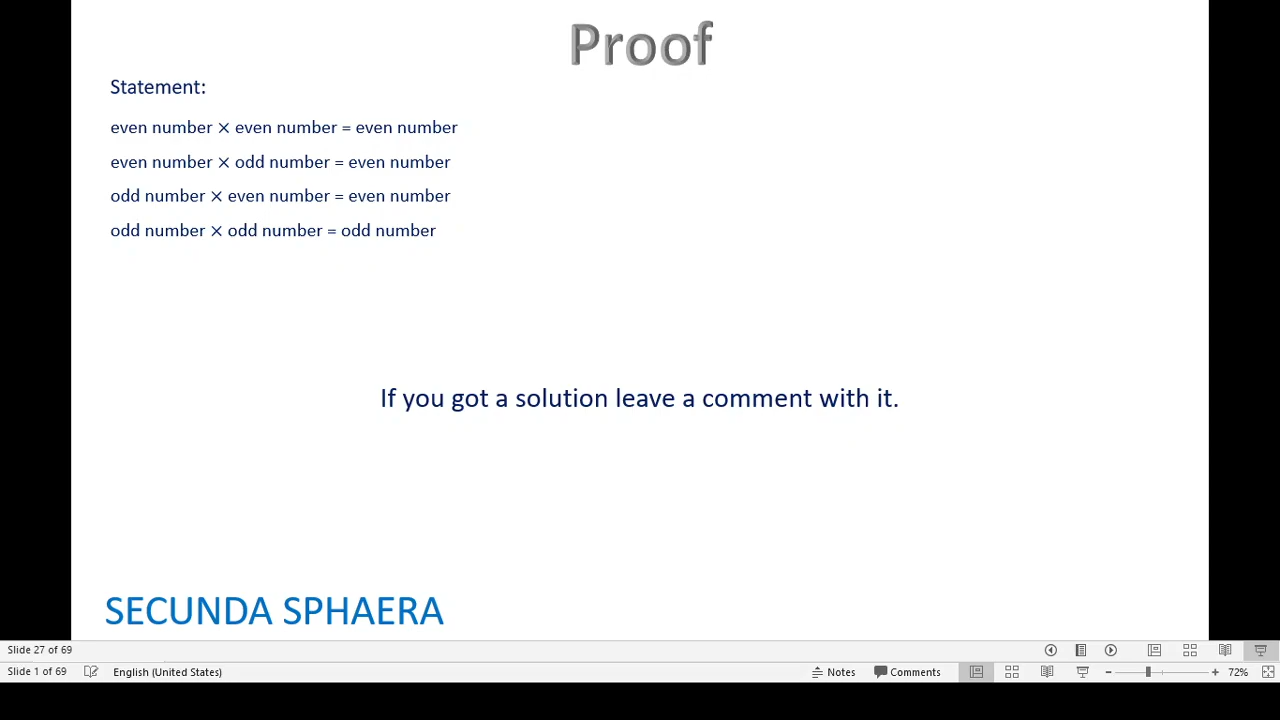 Proof
Statement:
even number × even number = even number
even number × odd number = even number
odd number × even number = even number
odd number × odd number = odd number
If you got a solution leave a comment with it.
SECUNDA SPHAERA
Slide 27 of 69
Slide 1 of 69 English (United States) Notes Comments 72%